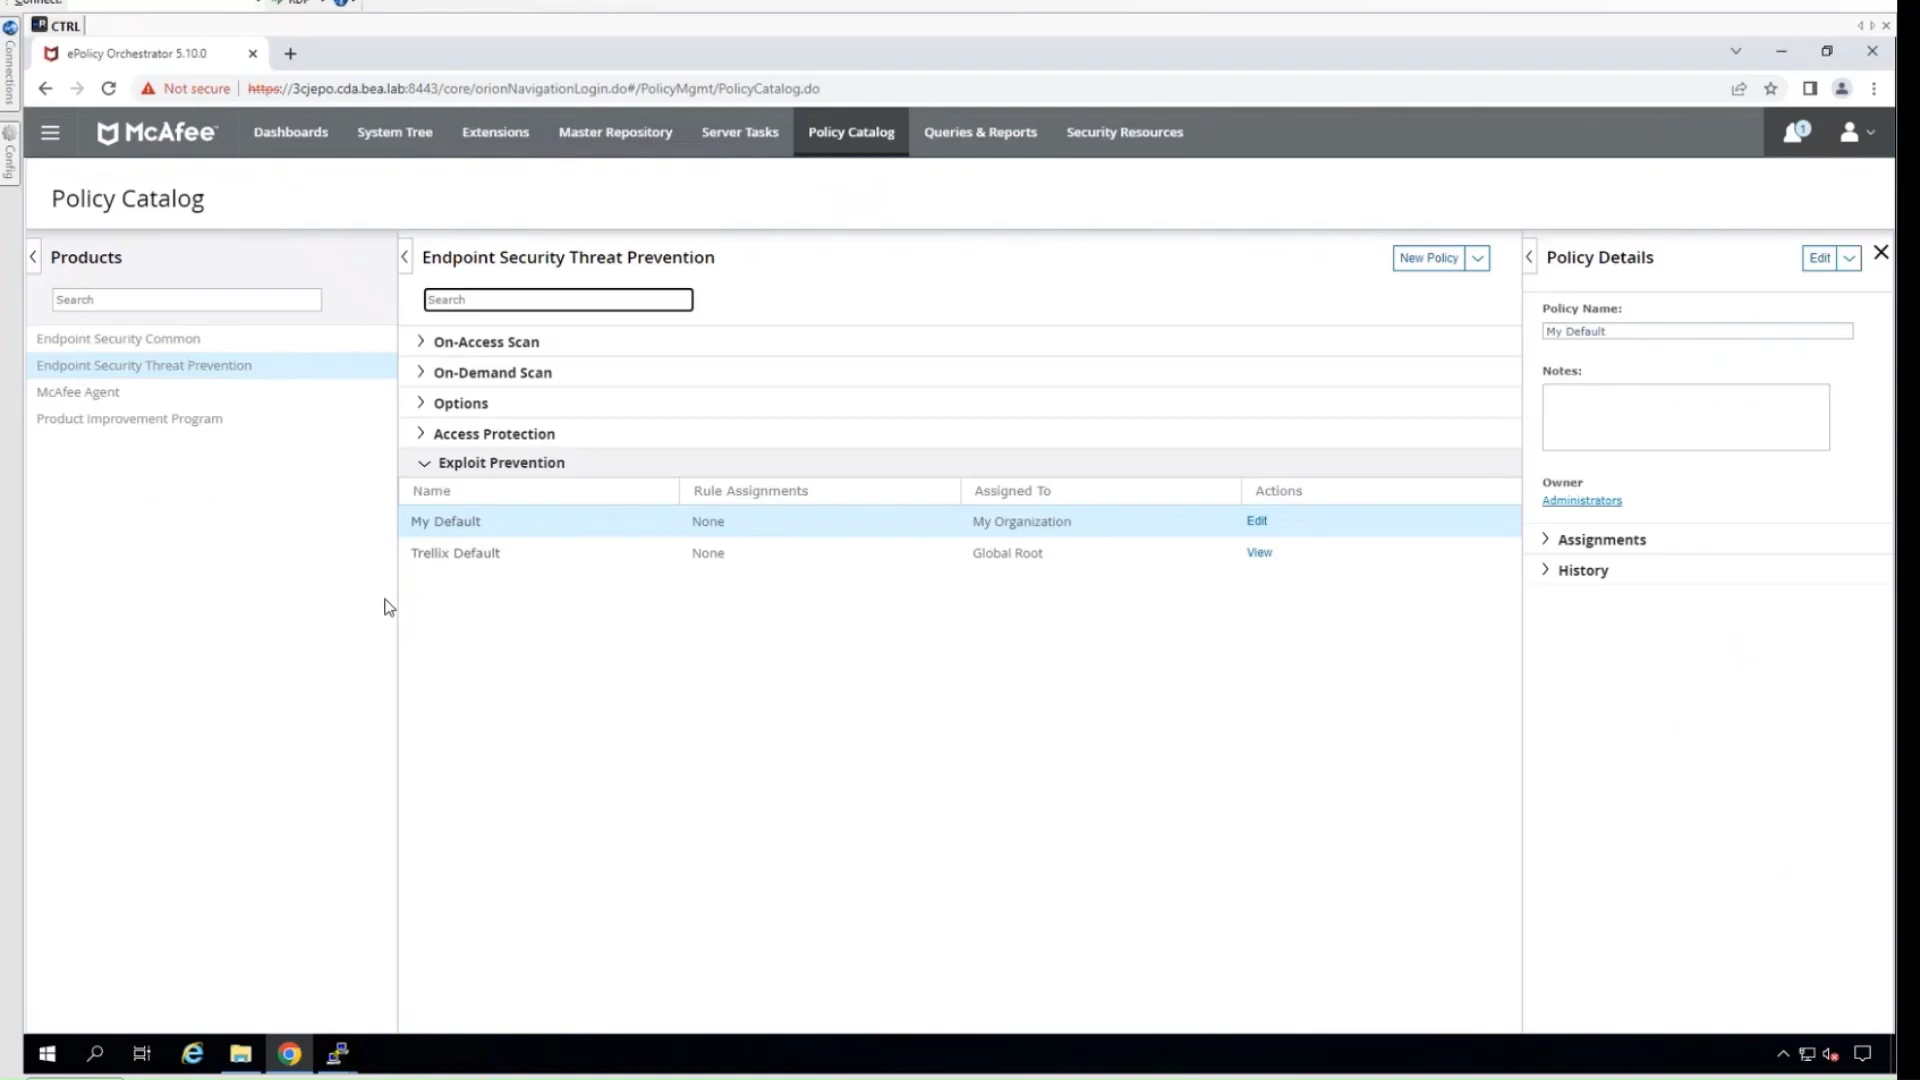 CTRL
Connections
Config
ePolicy Orchestrator 5.10.0
Not secure
https://3cjepo.cda.bea.lab:8443/core/orionNavigationLogin.do#/PolicyMgmt/PolicyCatalog.do
McAfee
Dashboards
System Tree
Extensions
Master Repository
Server Tasks
Policy Catalog
Queries & Reports
Security Resources
1
Policy Catalog
Products
Search
Endpoint Security Common
Endpoint Security Threat Prevention
McAfee Agent
Product Improvement Program
Endpoint Security Threat Prevention
New Policy
Search
On-Access Scan
On-Demand Scan
Options
Access Protection
Exploit Prevention
Name Rule Assignments Assigned To Actions
My Default None My Organization Edit
Trellix Default None Global Root View
Policy Details
Edit
Policy Name:
My Default
Notes:
Owner
Administrators
Assignments
History